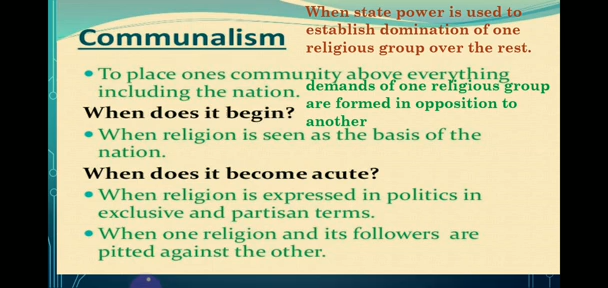 When state power is used to
establish domination of one
religious group over the rest.
Communalism
• To place ones community above everything
including the nation.
demands of one religious group
are formed in opposition to
another
When does it begin?
• When religion is seen as the basis of the
nation.
When does it become acute?
• When religion is expressed in politics in
exclusive and partisan terms.
• When one religion and its followers are
pitted against the other.